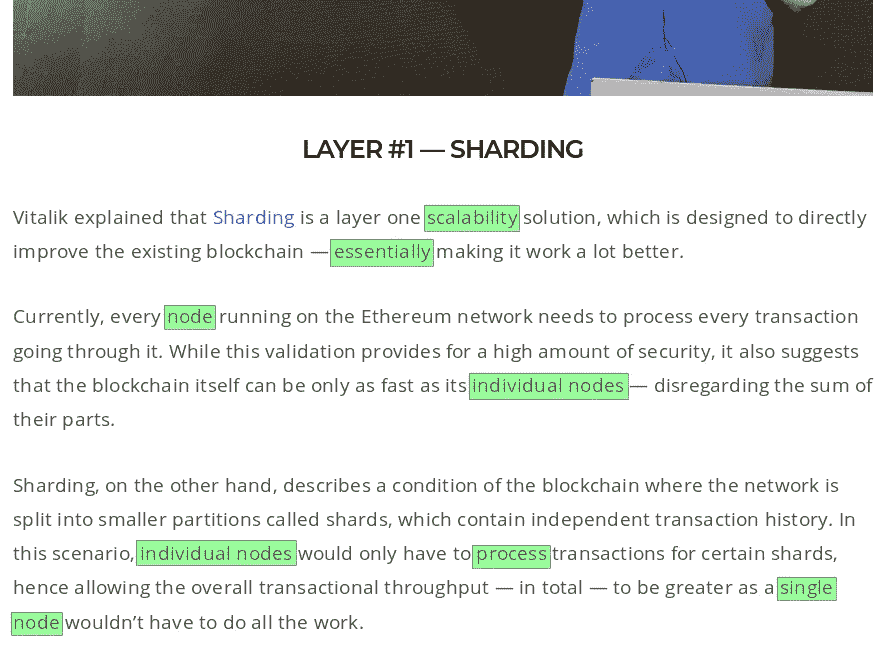 LAYER #1 — SHARDING
Vitalik explained that Sharding is a layer one scalability solution, which is designed to directly
improve the existing blockchain — essentially making it work a lot better.
Currently, every node running on the Ethereum network needs to process every transaction
going through it. While this validation provides for a high amount of security, it also suggests
that the blockchain itself can be only as fast as its individual nodes — disregarding the sum of
their parts.
Sharding, on the other hand, describes a condition of the blockchain where the network is
split into smaller partitions called shards, which contain independent transaction history. In
this scenario, individual nodes would only have to process transactions for certain shards,
hence allowing the overall transactional throughput — in total — to be greater as a single
node wouldn’t have to do all the work.